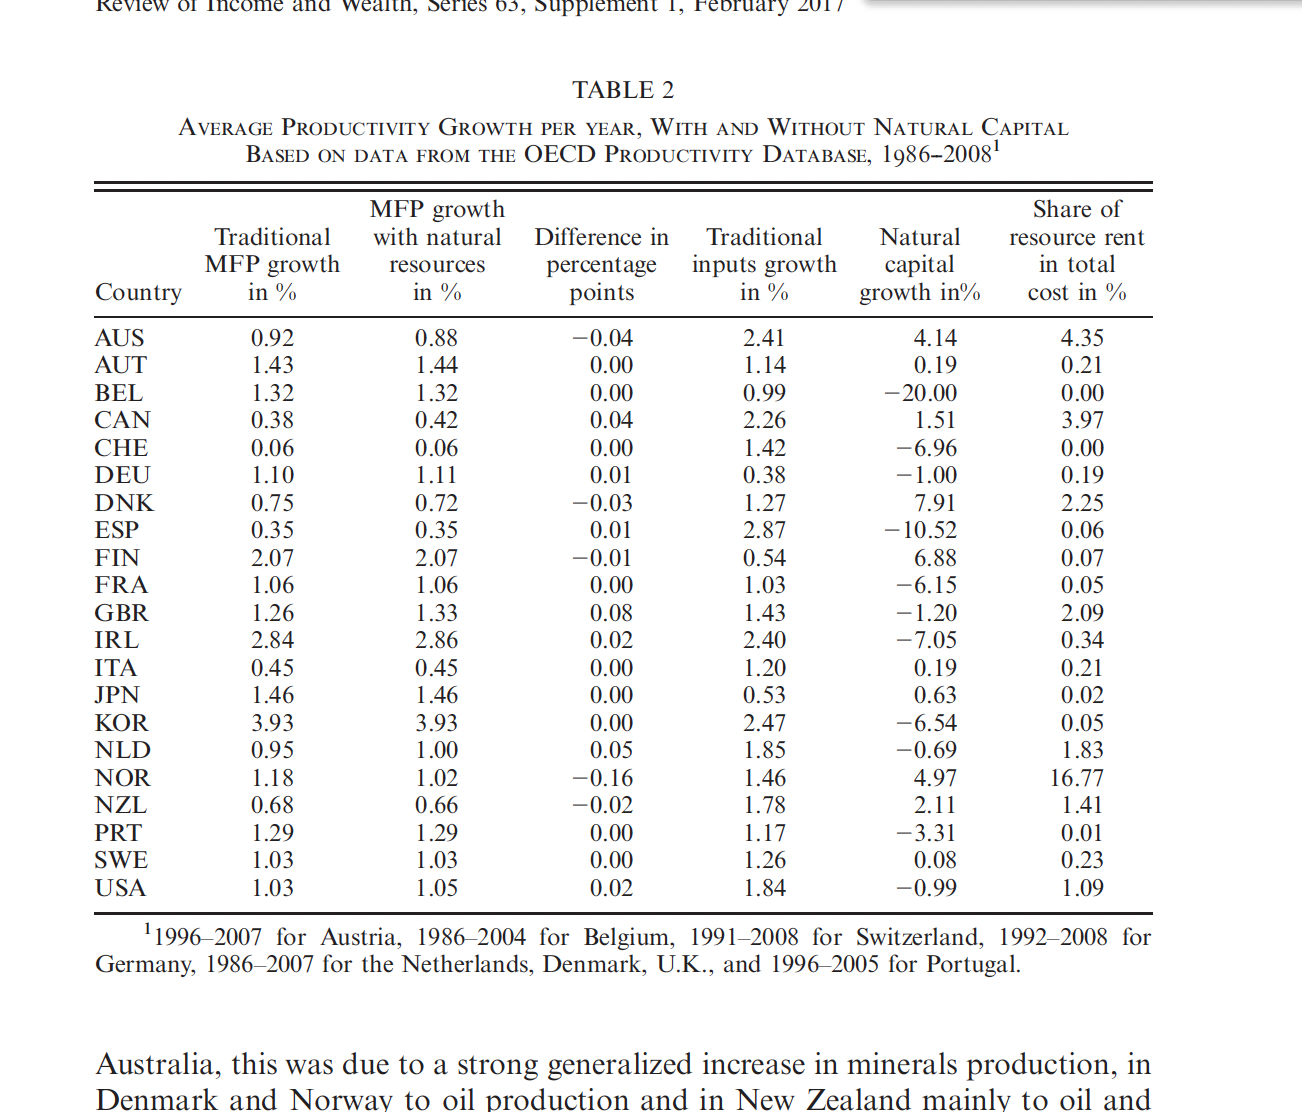 Review of Income and Wealth, Series 63, Supplement 1, February 2017
TABLE 2
Average Productivity Growth per year, With and Without Natural Capital
Based on data from the OECD Productivity Database, 1986–2008¹
MFP growth Share of
Traditional with natural Difference in Traditional Natural resource rent
MFP growth resources percentage inputs growth capital in total
Country in % in % points in % growth in% cost in %
AUS 0.92 0.88 −0.04 2.41 4.14 4.35
AUT 1.43 1.44 0.00 1.14 0.19 0.21
BEL 1.32 1.32 0.00 0.99 −20.00 0.00
CAN 0.38 0.42 0.04 2.26 1.51 3.97
CHE 0.06 0.06 0.00 1.42 −6.96 0.00
DEU 1.10 1.11 0.01 0.38 −1.00 0.19
DNK 0.75 0.72 −0.03 1.27 7.91 2.25
ESP 0.35 0.35 0.01 2.87 −10.52 0.06
FIN 2.07 2.07 −0.01 0.54 6.88 0.07
FRA 1.06 1.06 0.00 1.03 −6.15 0.05
GBR 1.26 1.33 0.08 1.43 −1.20 2.09
IRL 2.84 2.86 0.02 2.40 −7.05 0.34
ITA 0.45 0.45 0.00 1.20 0.19 0.21
JPN 1.46 1.46 0.00 0.53 0.63 0.02
KOR 3.93 3.93 0.00 2.47 −6.54 0.05
NLD 0.95 1.00 0.05 1.85 −0.69 1.83
NOR 1.18 1.02 −0.16 1.46 4.97 16.77
NZL 0.68 0.66 −0.02 1.78 2.11 1.41
PRT 1.29 1.29 0.00 1.17 −3.31 0.01
SWE 1.03 1.03 0.00 1.26 0.08 0.23
USA 1.03 1.05 0.02 1.84 −0.99 1.09
¹1996–2007 for Austria, 1986–2004 for Belgium, 1991–2008 for Switzerland, 1992–2008 for
Germany, 1986–2007 for the Netherlands, Denmark, U.K., and 1996–2005 for Portugal.
Australia, this was due to a strong generalized increase in minerals production, in
Denmark and Norway to oil production and in New Zealand mainly to oil and